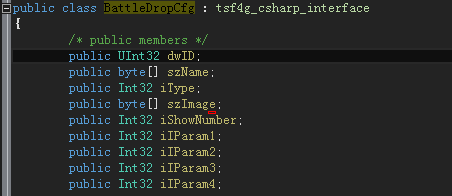 public class BattleDropCfg : tsf4g_csharp_interface
{
/* public members */
public UInt32 dwID;
public byte[] szName;
public Int32 iType;
public byte[] szImage;
public Int32 iShowNumber;
public Int32 iIParam1;
public Int32 iIParam2;
public Int32 iIParam3;
public Int32 iIParam4;